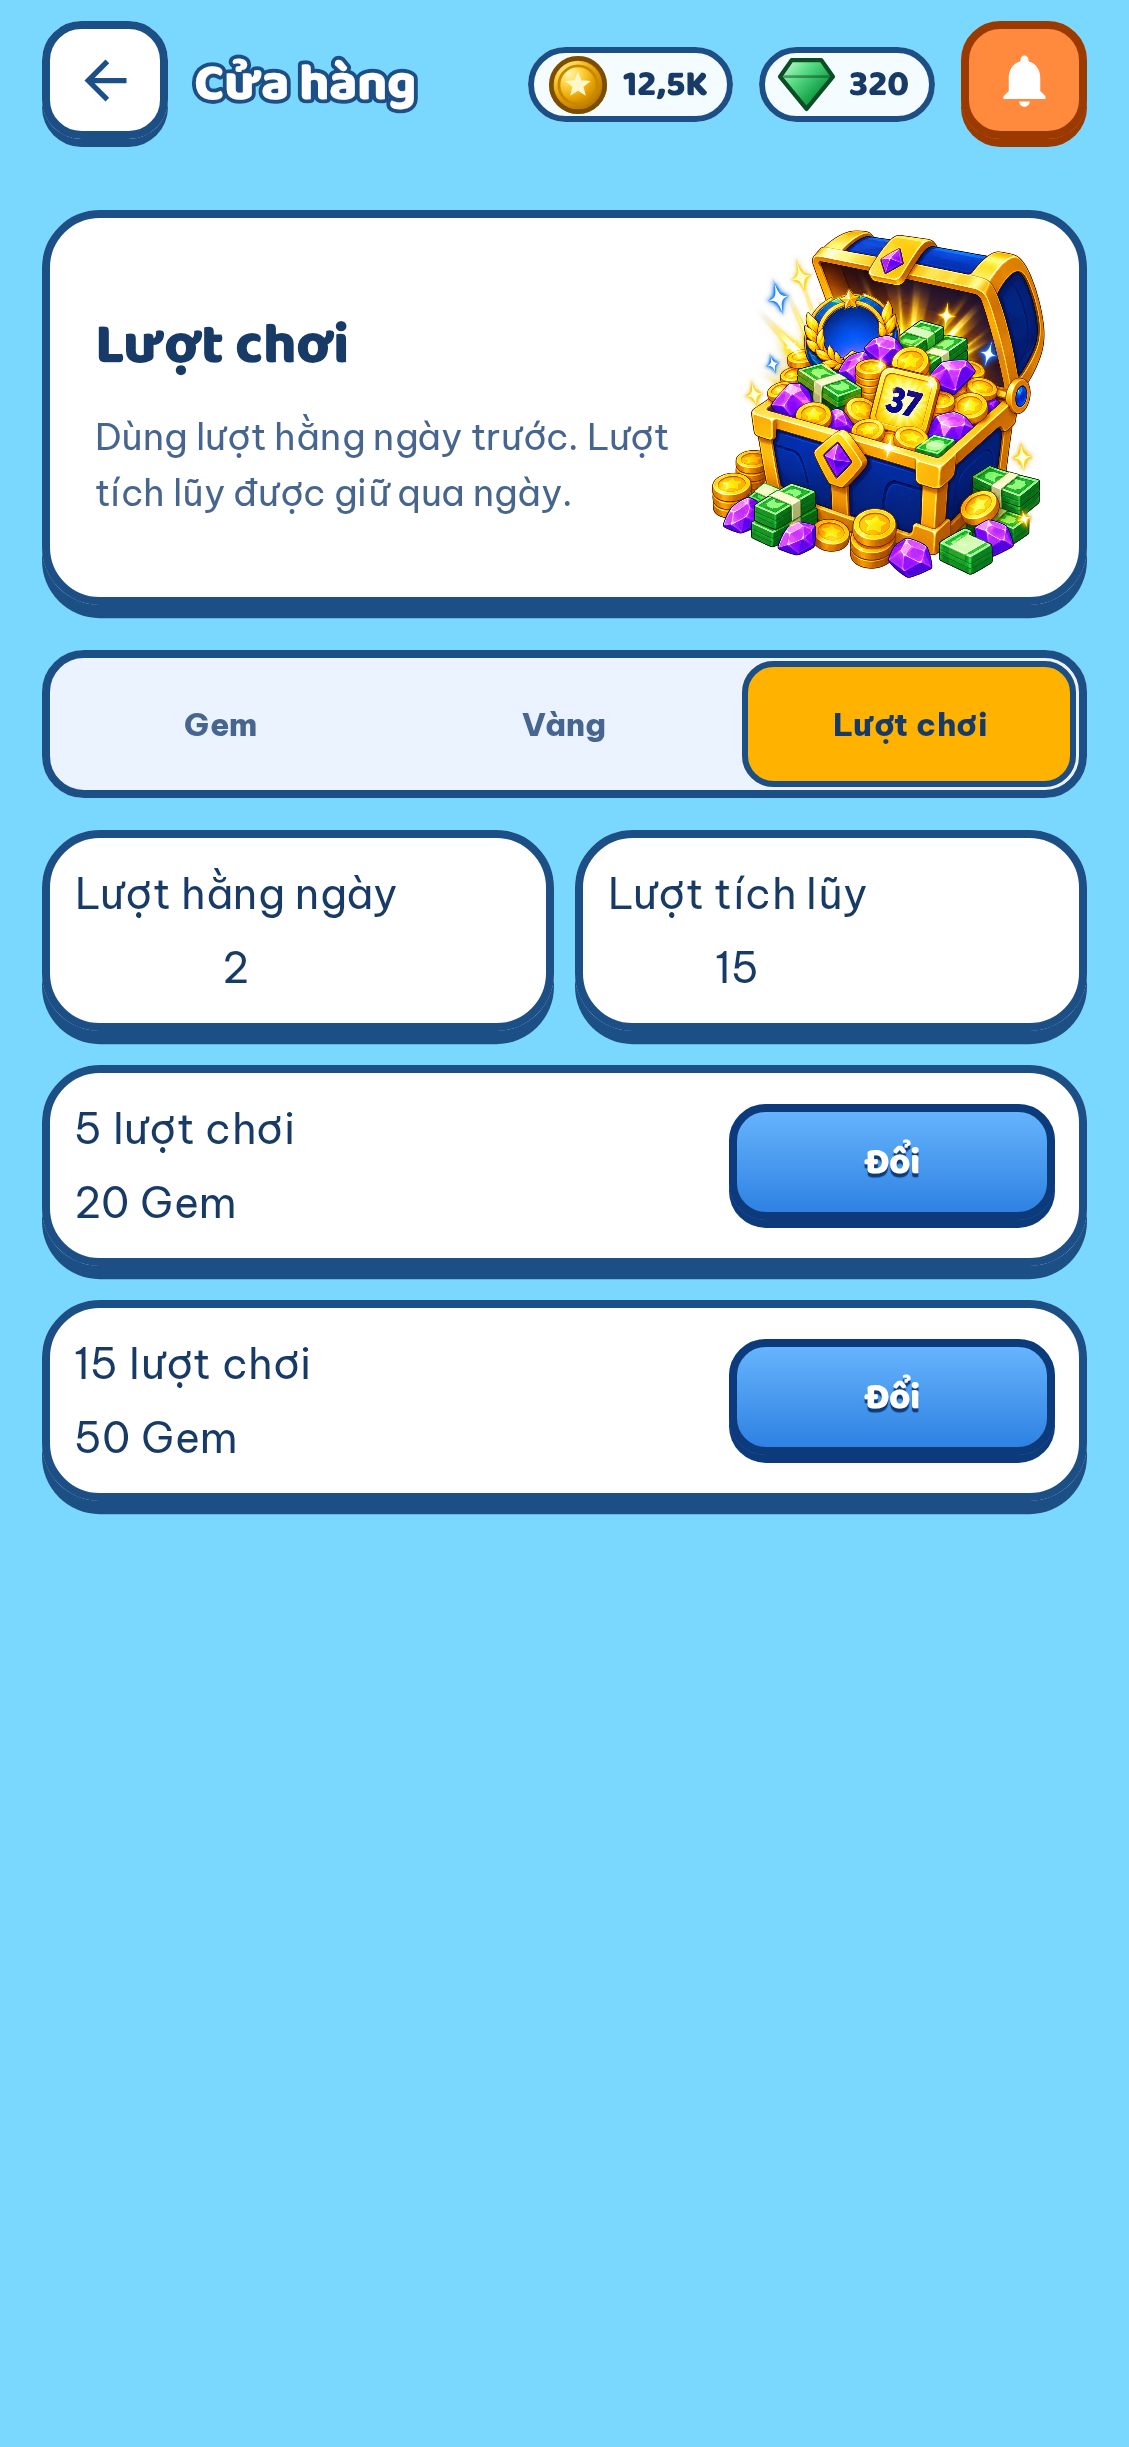 Cửa hàng
12,5K
320
Lượt chơi
Dùng lượt hằng ngày trước. Lượt
tích lũy được giữ qua ngày.
37
Gem
Vàng
Lượt chơi
Lượt hằng ngày
2
Lượt tích lũy
15
5 lượt chơi
20 Gem
Đổi
15 lượt chơi
50 Gem
Đổi